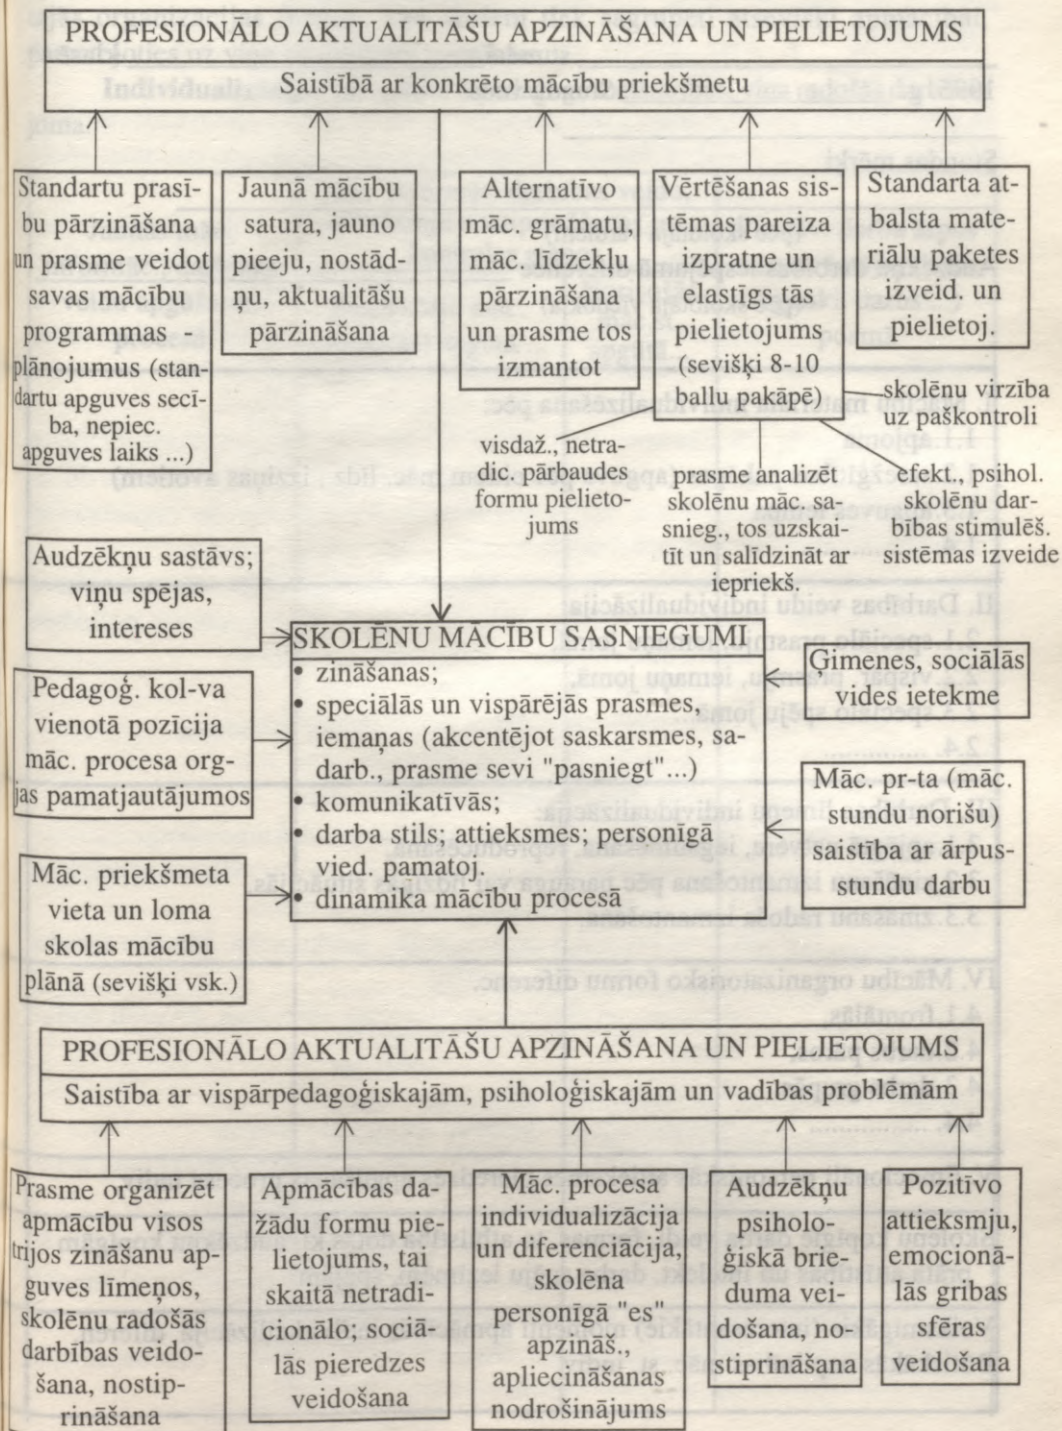 PROFESIONĀLO AKTUALITĀŠU APZINĀŠANA UN PIELIETOJUMS
Saistībā ar konkrēto mācību priekšmetu
Standartu prasī-
bu pārzināšana
un prasme veidot
savas mācību
programmas -
plānojumus (stan-
dartu apguves secī-
ba, nepiec.
apguves laiks ...)
Jaunā mācību
satura, jauno
pieeju, nostād-
ņu, aktualitāšu
pārzināšana
Alternatīvo
māc. grāmatu,
māc. līdzekļu
pārzināšana
un prasme tos
izmantot
Vērtēšanas sis-
tēmas pareiza
izpratne un
elastīgs tās
pielietojums
(sevišķi 8-10
ballu pakāpē)
Standarta at-
balsta mate-
riālu paketes
izveid. un
pielietoj.
visdaž., netra-
dic. pārbaudes
formu pielieto-
jums
prasme analizēt
skolēnu māc. sa-
snieg., tos uzskai-
tīt un salīdzināt ar
iepriekš.
efekt., psihol.
skolēnu dar-
bības stimulēš.
sistēmas izveide
skolēnu virzība
uz paškontroli
Audzēkņu sastāvs;
viņu spējas,
intereses
Pedagoģ. kol-va
vienotā pozīcija
māc. procesa org-
jas pamatjautājumos
Māc. priekšmeta
vieta un loma
skolas mācību
plānā (sevišķi vsk.)
SKOLĒNU MĀCĪBU SASNIEGUMI
• zināšanas;
• speciālās un vispārējās prasmes,
iemaņas (akcentējot saskarsmes, sa-
darb., prasme sevi "pasniegt"...)
• komunikatīvās;
• darba stils; attieksmes; personīgā
vied. pamatoj.
• dinamika mācību procesā
Ģimenes, sociālās
vides ietekme
Māc. pr-ta (māc.
stundu norišu)
saistība ar ārpus-
stundu darbu
PROFESIONĀLO AKTUALITĀŠU APZINĀŠANA UN PIELIETOJUMS
Saistība ar vispārpedagoģiskajām, psiholoģiskajām un vadības problēmām
Prasme organizēt
apmācību visos
trijos zināšanu ap-
guves līmeņos,
skolēnu radošās
darbības veido-
šana, nostip-
rināšana
Apmācības da-
žādu formu pie-
lietojums, tai
skaitā netradi-
cionālo; sociā-
lās pieredzes
veidošana
Māc. procesa
individualizācija
un diferenciācija,
skolēna
personīgā "es"
apzināš.,
apliecināšanas
nodrošinājums
Audzēkņu
psiholo-
ģiskā brie-
duma vei-
došana, no-
stiprināšana
Pozitīvo
attieksmju,
emocionā-
lās gribas
sfēras
veidošana